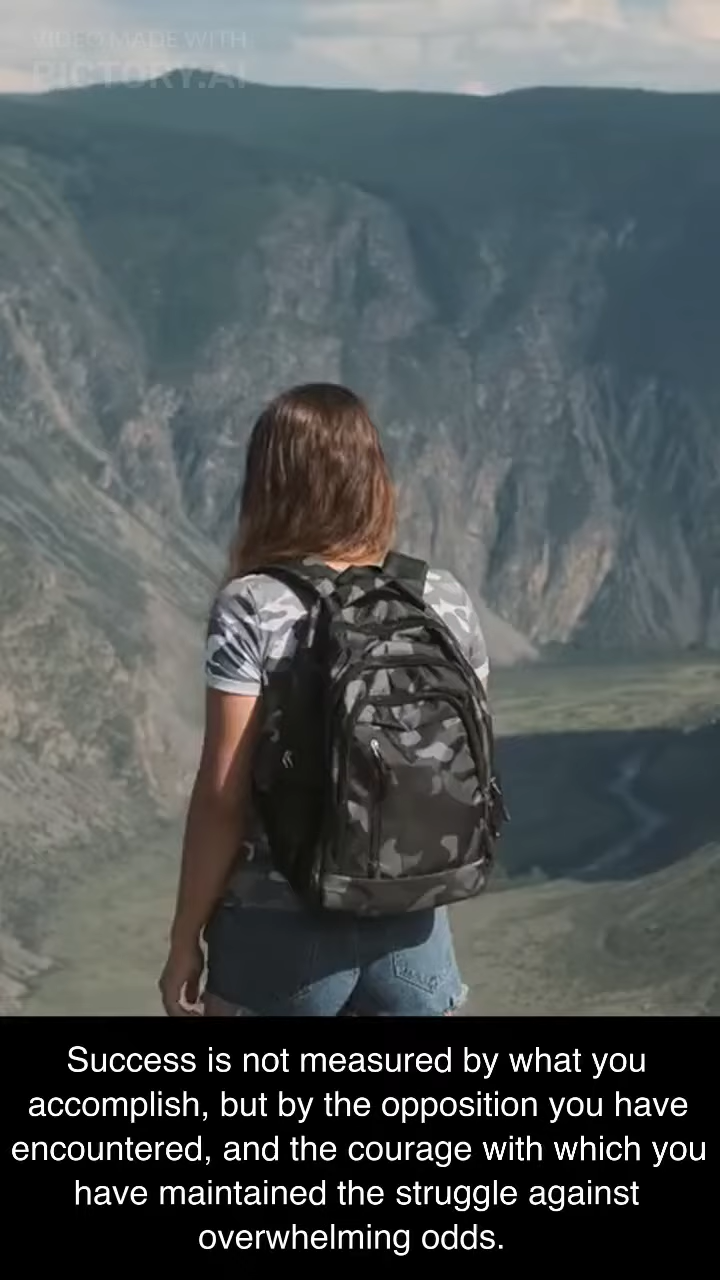 VIDEO MADE WITH
PICTORY.AI
Success is not measured by what you
accomplish, but by the opposition you have
encountered, and the courage with which you
have maintained the struggle against
overwhelming odds.